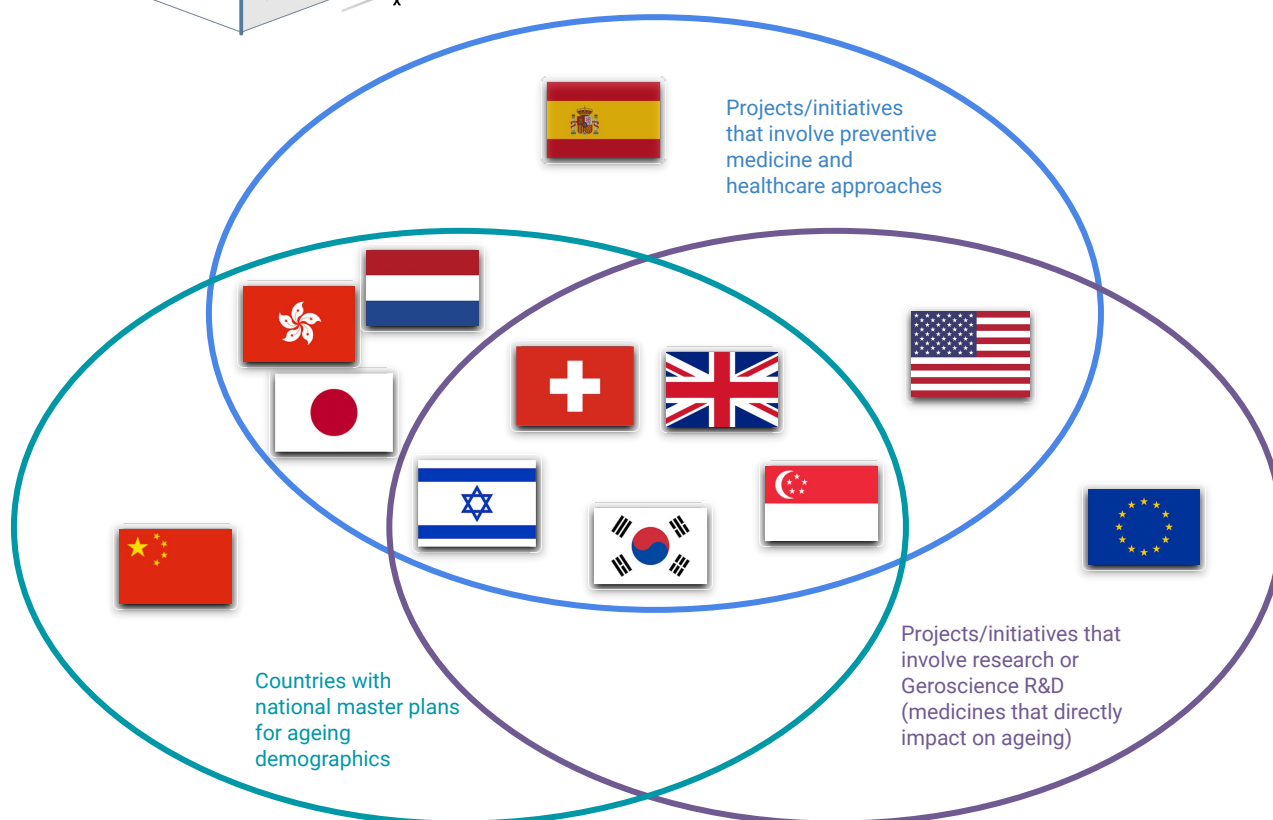 x
Projects/initiatives
that involve preventive
medicine and
healthcare approaches
Projects/initiatives that
involve research or
Geroscience R&D
(medicines that directly
impact on ageing)
Countries with
national master plans
for ageing
demographics